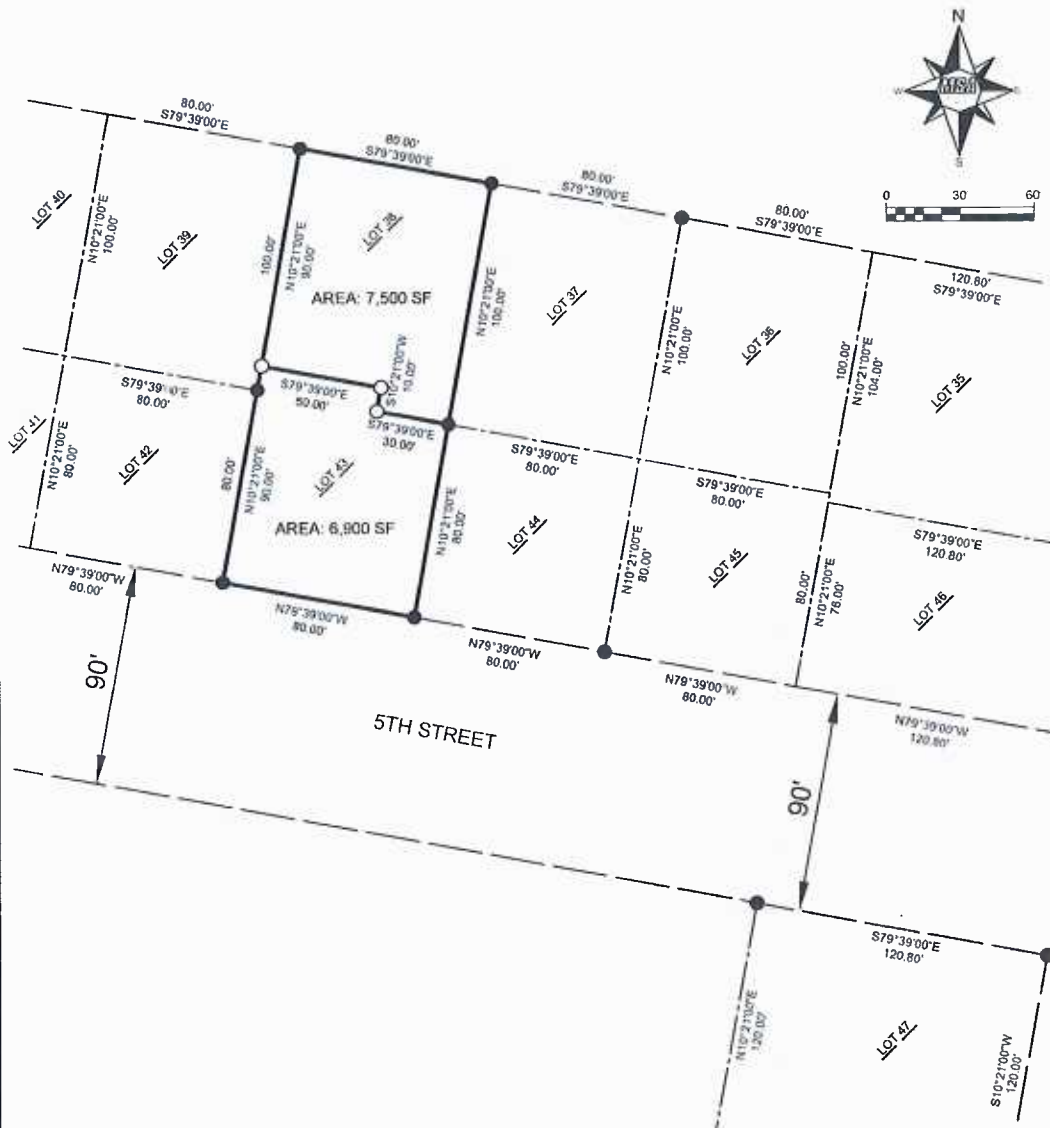 N
W
S
MSA
0 30 60
80.00'
S79°39'00"E
80.00'
S79°39'00"E
80.00'
S79°39'00"E
80.00'
S79°39'00"E
120.80'
S79°39'00"E
LOT 40
N10°21'00"E
100.00'
LOT 39
100.00'
N10°21'00"E
90.00'
LOT 38
AREA: 7,500 SF
N10°21'00"E
100.00'
LOT 37
N10°21'00"E
100.00'
LOT 36
100.00'
N10°21'00"E
104.00'
LOT 35
S79°39'00"E
80.00'
S79°39'00"E
50.00'
S10°21'00"W
10.00'
S79°39'00"E
30.00'
S79°39'00"E
80.00'
S79°39'00"E
80.00'
S79°39'00"E
120.80'
LOT 41
N10°21'00"E
80.00'
LOT 42
80.00'
N10°21'00"E
90.00'
LOT 43
AREA: 6,900 SF
N10°21'00"E
80.00'
LOT 44
N10°21'00"E
80.00'
LOT 45
80.00'
N10°21'00"E
76.00'
LOT 46
N79°39'00"W
80.00'
N79°39'00"W
80.00'
N79°39'00"W
80.00'
N79°39'00"W
80.00'
N79°39'00"W
120.80'
90'
5TH STREET
90'
S79°39'00"E
120.80'
N10°21'00"E
120.00'
LOT 47
S10°21'00"W
120.00'